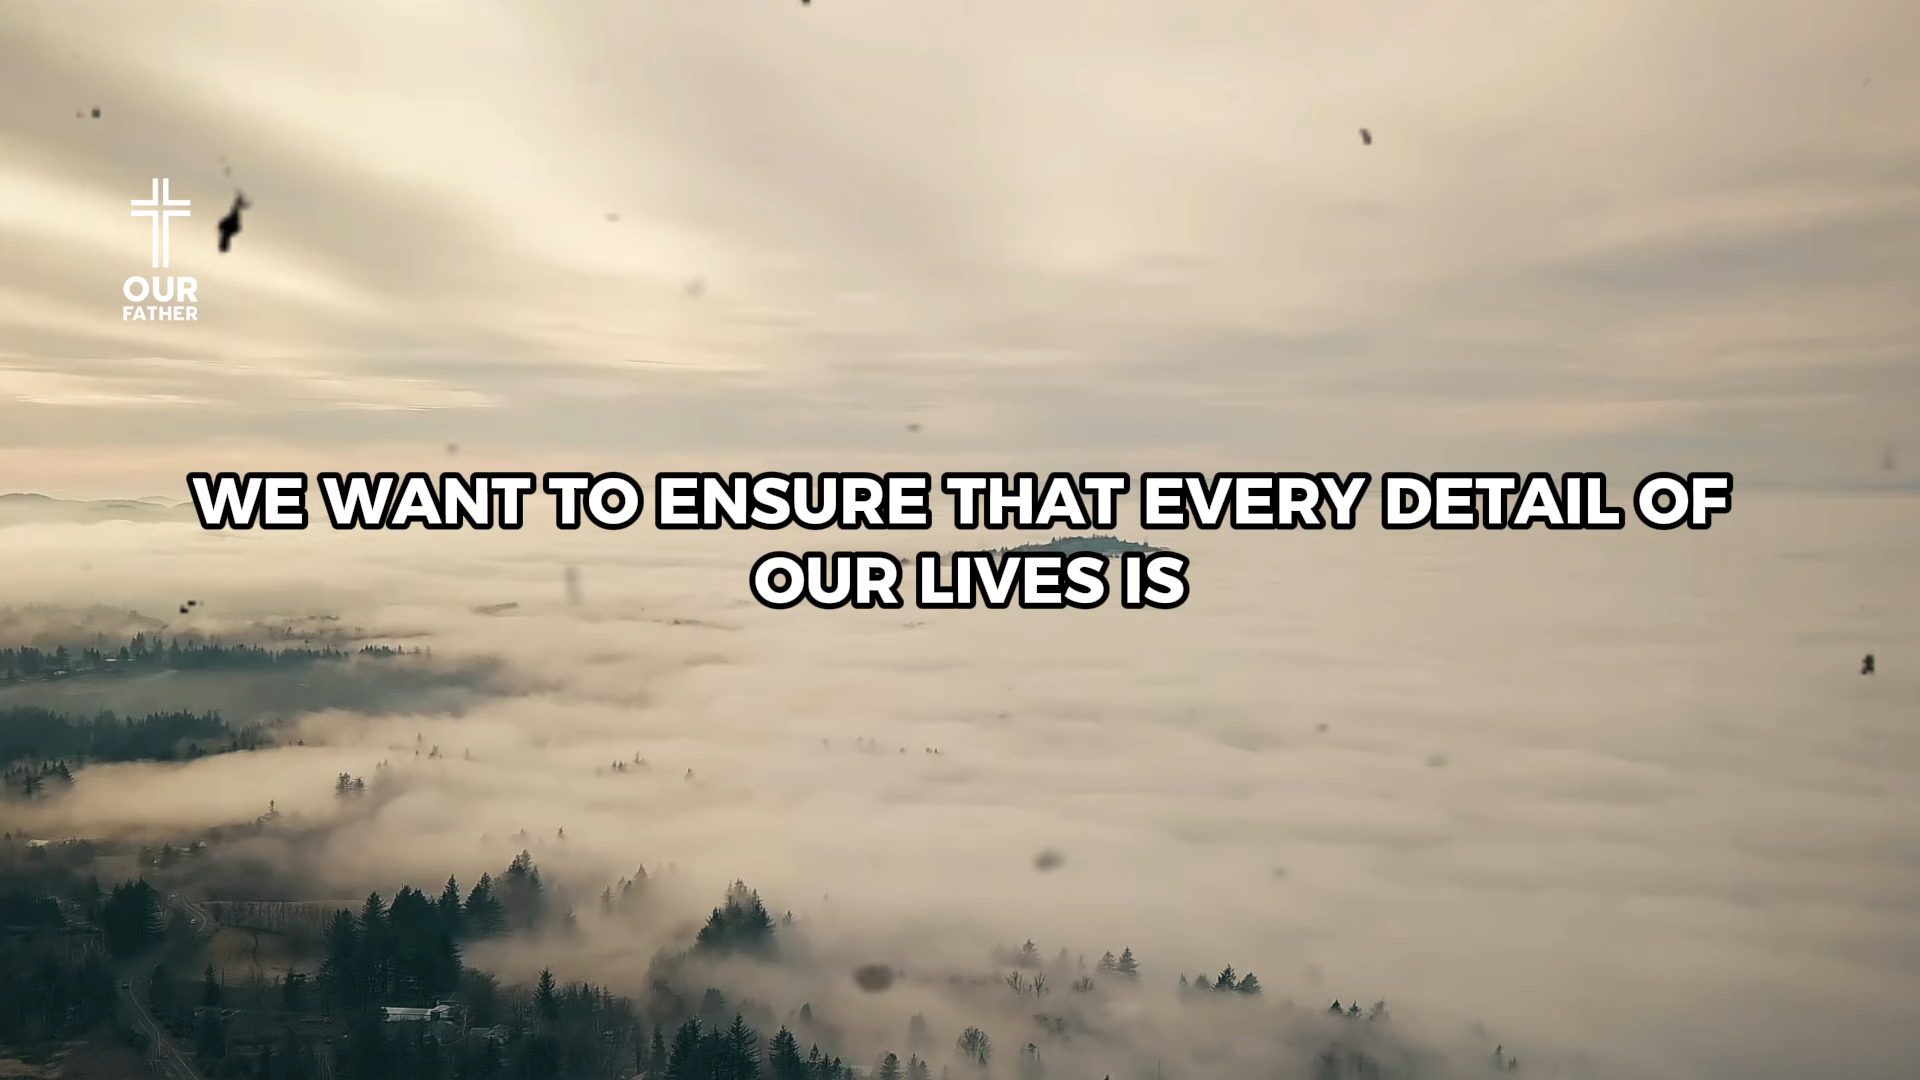 OUR
FATHER
WE WANT TO ENSURE THAT EVERY DETAIL OF
OUR LIVES IS